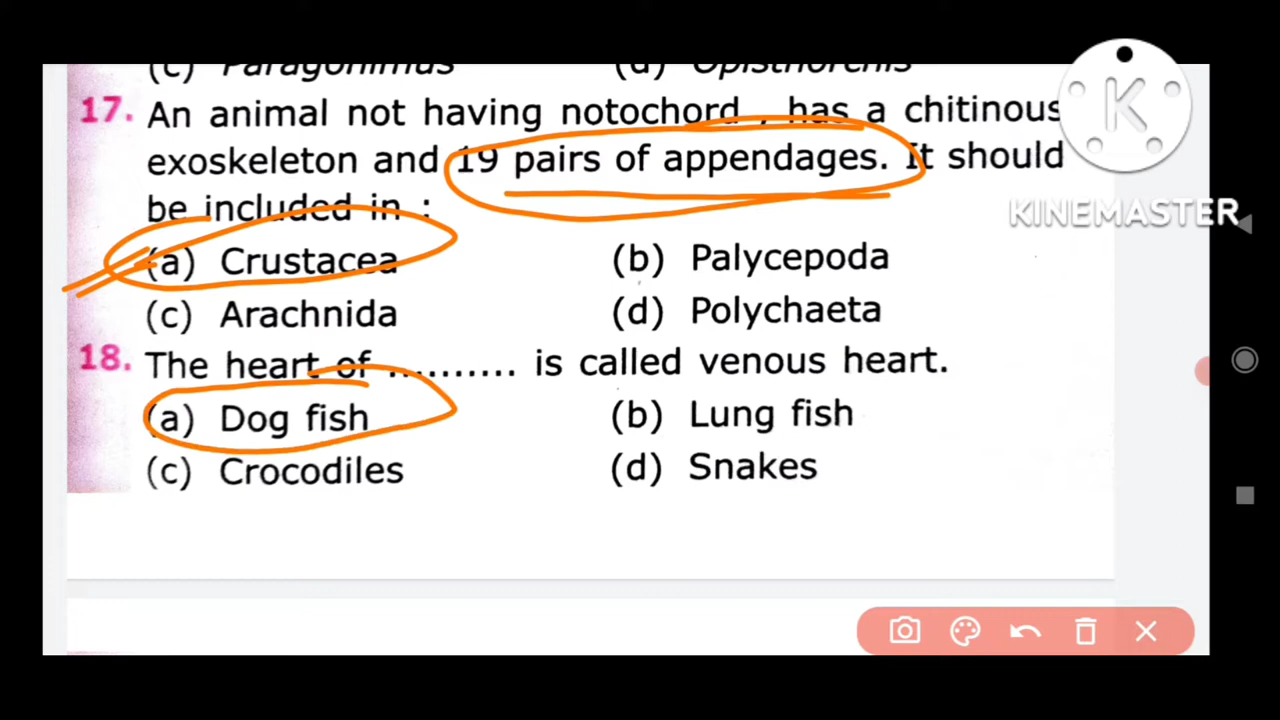 (c) Paragonimus (d) Opisthorchis
17. An animal not having notochord , has a chitinous
exoskeleton and 19 pairs of appendages. It should
be included in :
(a) Crustacea (b) Palycepoda
(c) Arachnida (d) Polychaeta
18. The heart of .......... is called venous heart.
(a) Dog fish (b) Lung fish
(c) Crocodiles (d) Snakes
K
KINEMASTER